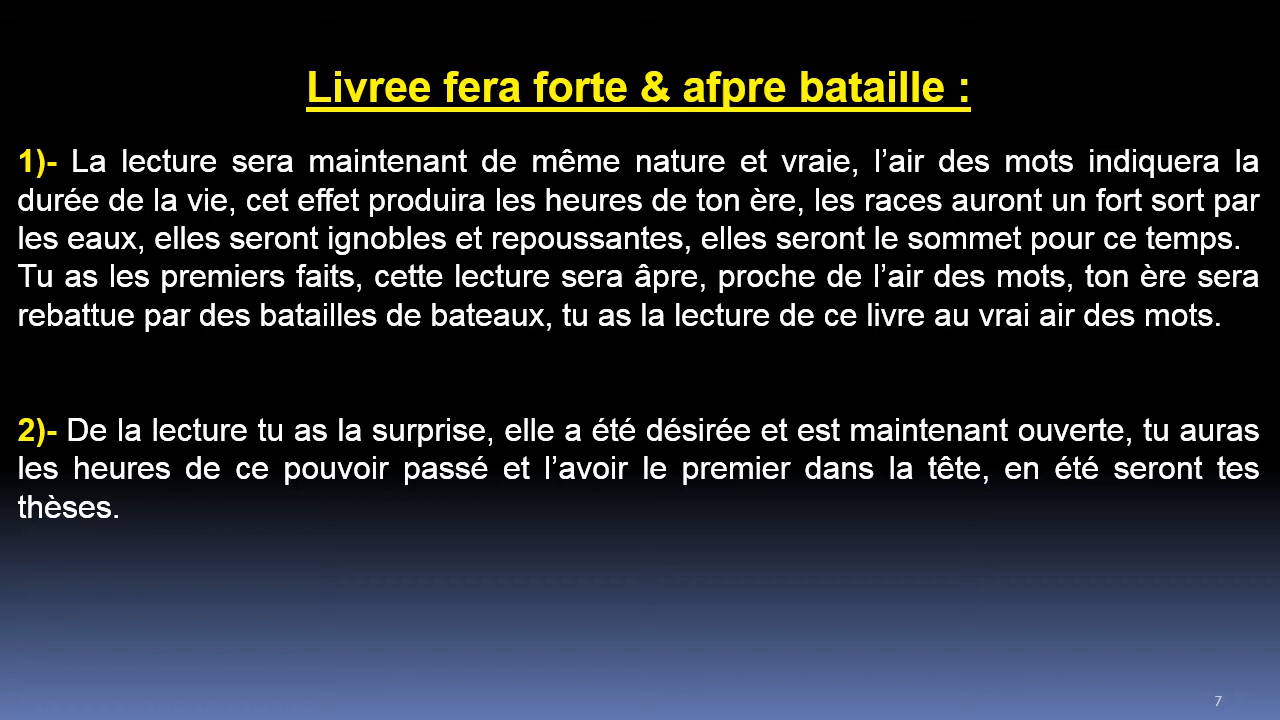 Livree fera forte & afpre bataille :
1)- La lecture sera maintenant de même nature et vraie, l’air des mots indiquera la
durée de la vie, cet effet produira les heures de ton ère, les races auront un fort sort par
les eaux, elles seront ignobles et repoussantes, elles seront le sommet pour ce temps.
Tu as les premiers faits, cette lecture sera âpre, proche de l’air des mots, ton ère sera
rebattue par des batailles de bateaux, tu as la lecture de ce livre au vrai air des mots.
2)- De la lecture tu as la surprise, elle a été désirée et est maintenant ouverte, tu auras
les heures de ce pouvoir passé et l’avoir le premier dans la tête, en été seront tes
thèses.
7